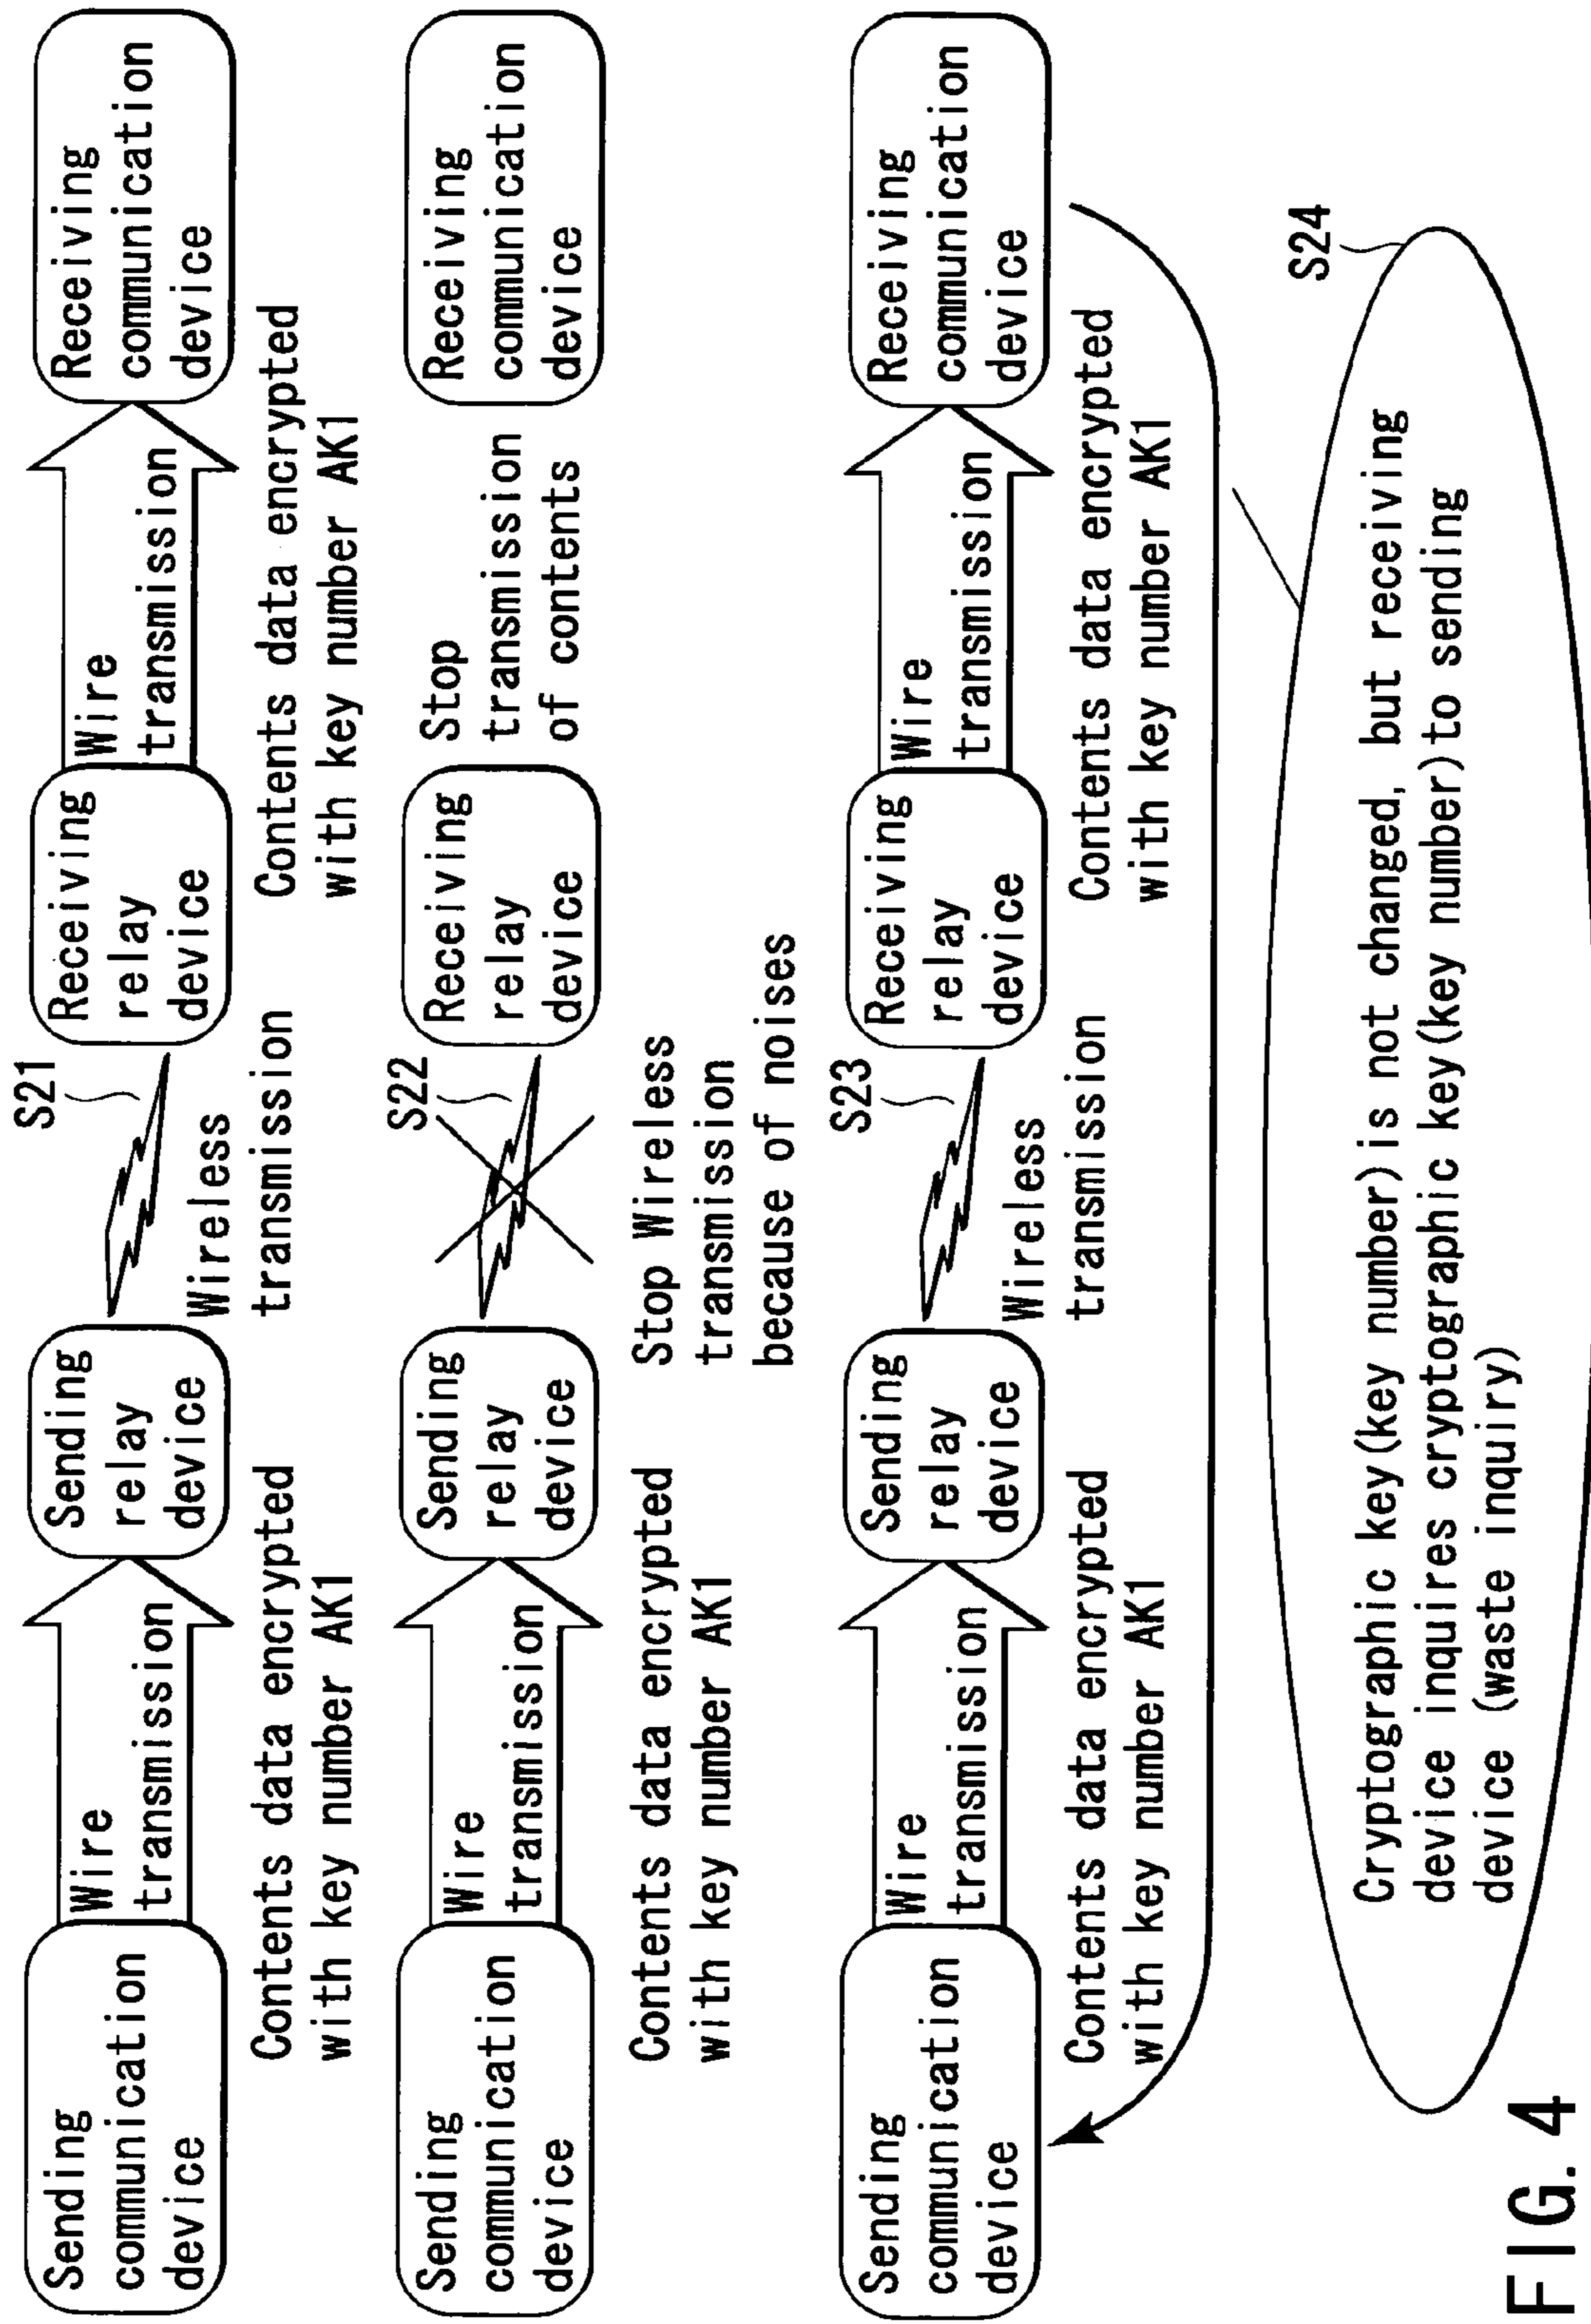 S21
Sending
communication
device
Wire
transmission
Sending
relay
device
Wireless
transmission
Receiving
relay
device
Wire
transmission
Receiving
communication
device
Contents data encrypted
with key number AK1
Contents data encrypted
with key number AK1
S22
Sending
communication
device
Wire
transmission
Sending
relay
device
Receiving
relay
device
Stop
transmission
of contents
Receiving
communication
device
Contents data encrypted
with key number AK1
Stop Wireless
transmission
because of noises
S23
Sending
communication
device
Wire
transmission
Sending
relay
device
Wireless
transmission
Receiving
relay
device
Wire
transmission
Receiving
communication
device
Contents data encrypted
with key number AK1
Contents data encrypted
with key number AK1
S24
Cryptographic key(key number)is not changed, but receiving
device inquires cryptographic key(key number)to sending
device (waste inquiry)
FIG. 4